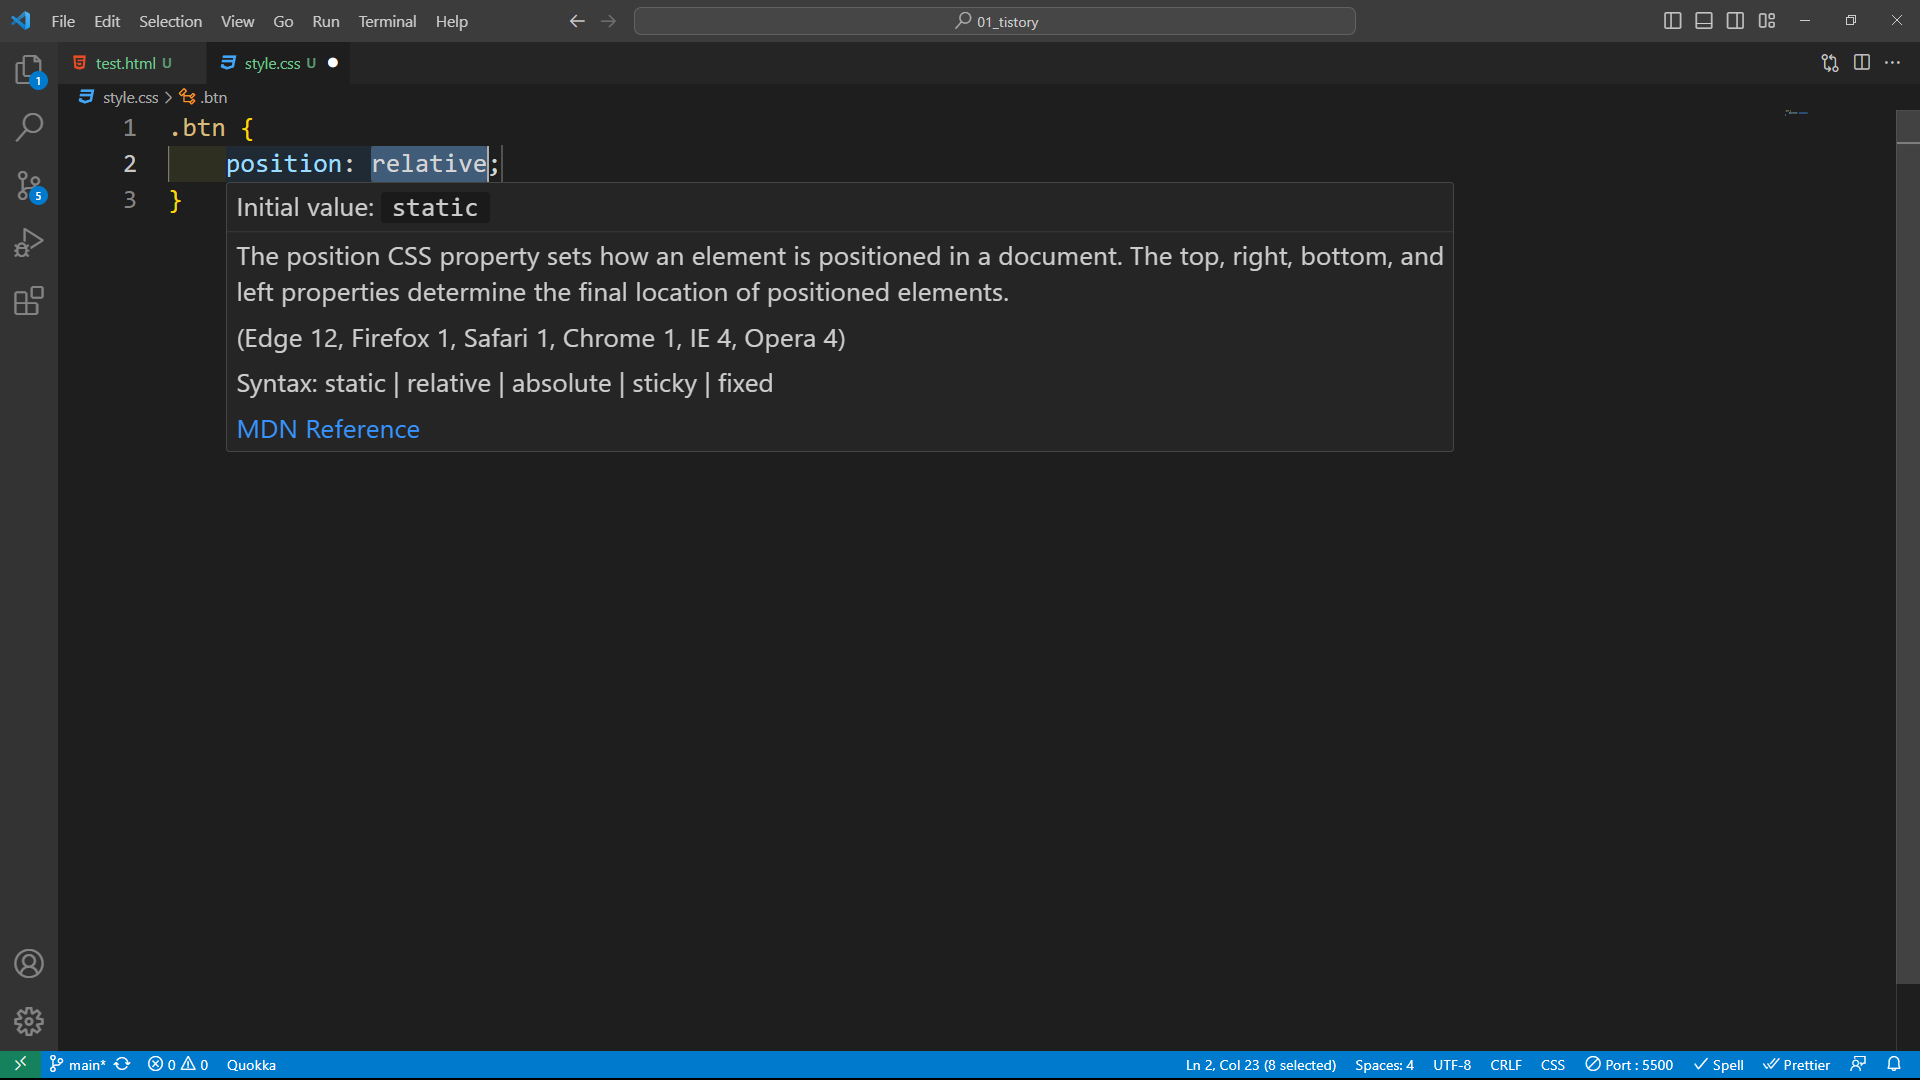 File Edit Selection View Go Run Terminal Help
01_tistory
test.html U
style.css U
style.css > .btn
1 .btn {
2 position: relative;
3 }
Initial value: static
The position CSS property sets how an element is positioned in a document. The top, right, bottom, and
left properties determine the final location of positioned elements.
(Edge 12, Firefox 1, Safari 1, Chrome 1, IE 4, Opera 4)
Syntax: static | relative | absolute | sticky | fixed
MDN Reference
1
5
main* 0 0 Quokka
Ln 2, Col 23 (8 selected) Spaces: 4 UTF-8 CRLF CSS Port : 5500 Spell Prettier